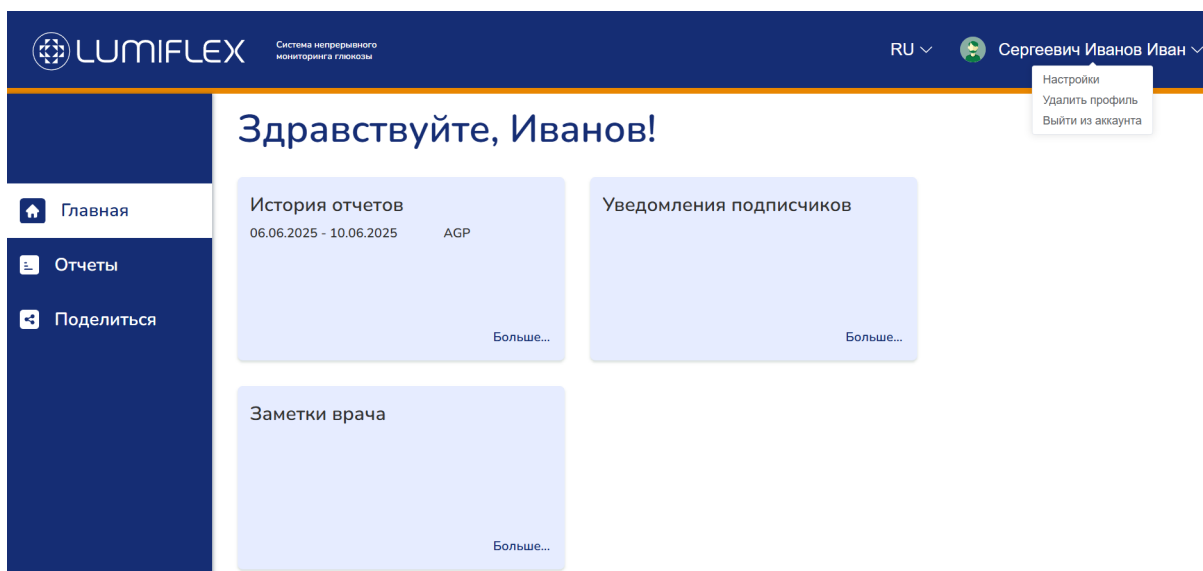 LUMIFLEX
Система непрерывного
мониторинга глюкозы
RU
Сергеевич Иванов Иван
Настройки
Удалить профиль
Выйти из аккаунта
Здравствуйте, Иванов!
Главная
Отчеты
Поделиться
История отчетов
06.06.2025 - 10.06.2025 AGP
Больше...
Уведомления подписчиков
Больше...
Заметки врача
Больше...